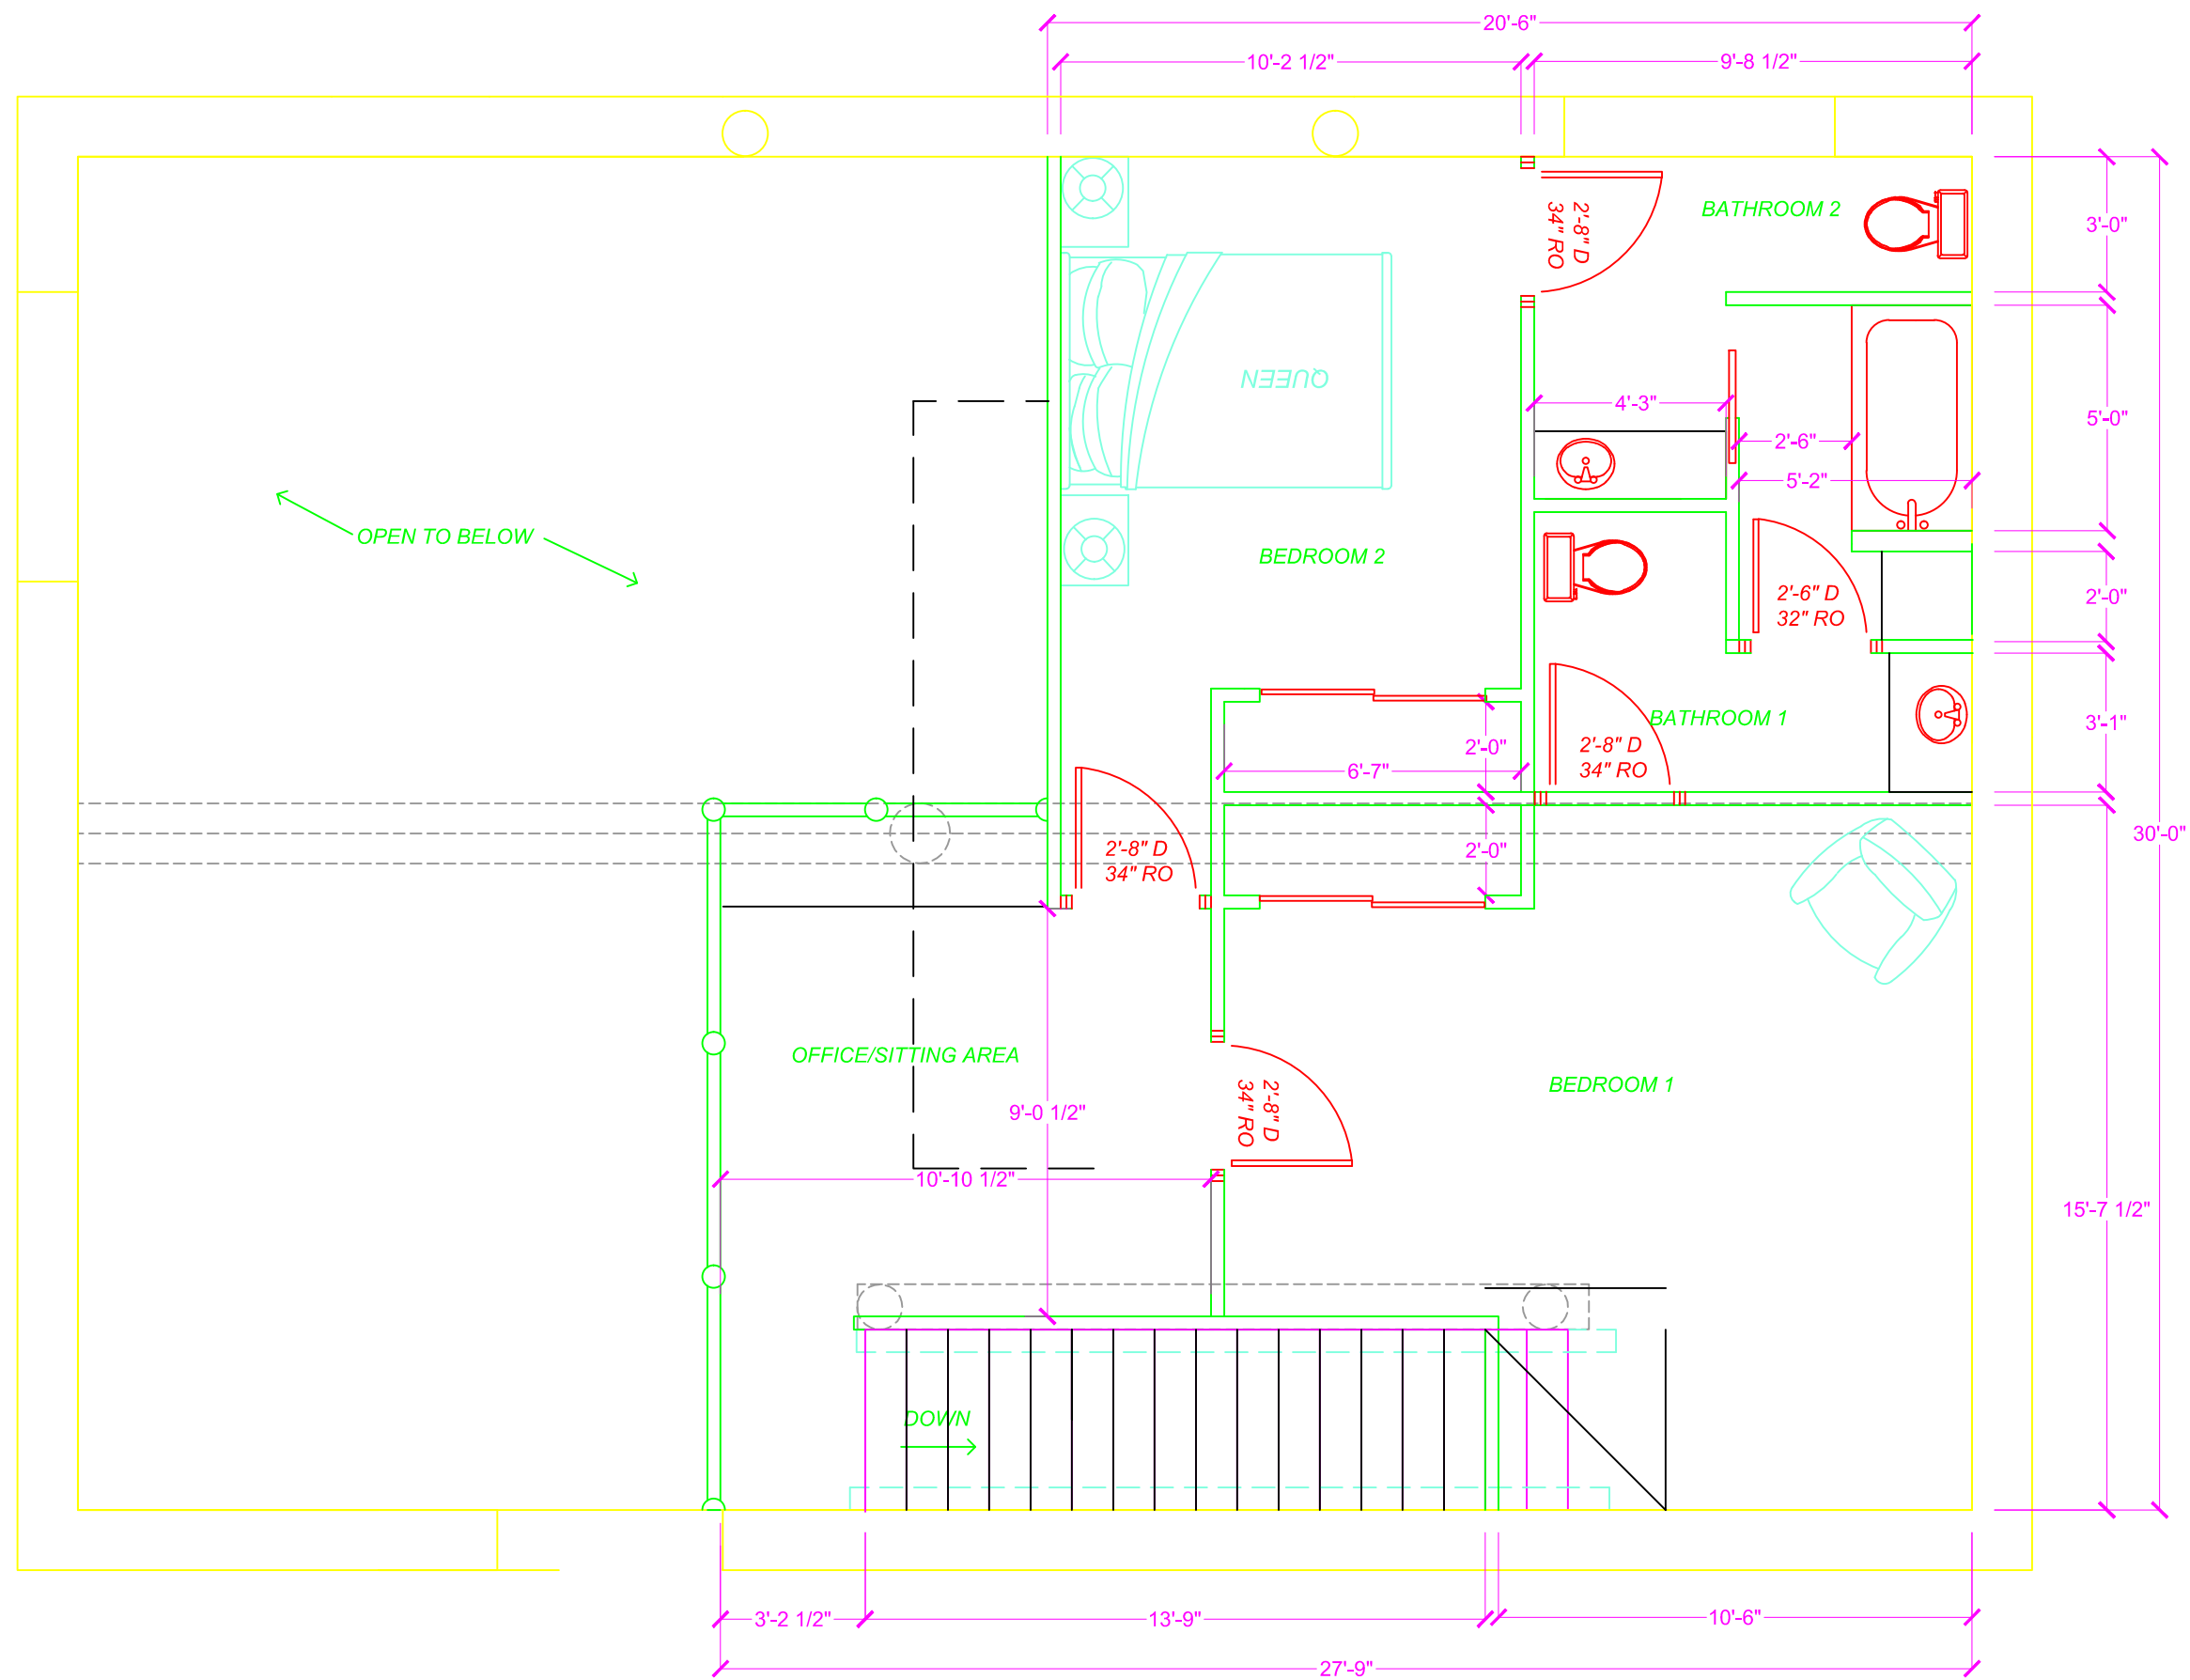 20'-6"
10'-2 1/2"
9'-8 1/2"
2'-8" D
34" RO
BATHROOM 2
3'-0"
QUEEN
4'-3"
2'-6"
5'-0"
5'-2"
OPEN TO BELOW
BEDROOM 2
2'-6" D
32" RO
2'-0"
BATHROOM 1
3'-1"
2'-8" D
34" RO
2'-0"
6'-7"
30'-0"
2'-8" D
34" RO
2'-0"
OFFICE/SITTING AREA
BEDROOM 1
9'-0 1/2"
2'-8" D
34" RO
10'-10 1/2"
15'-7 1/2"
DOWN
3'-2 1/2"
13'-9"
10'-6"
27'-9"